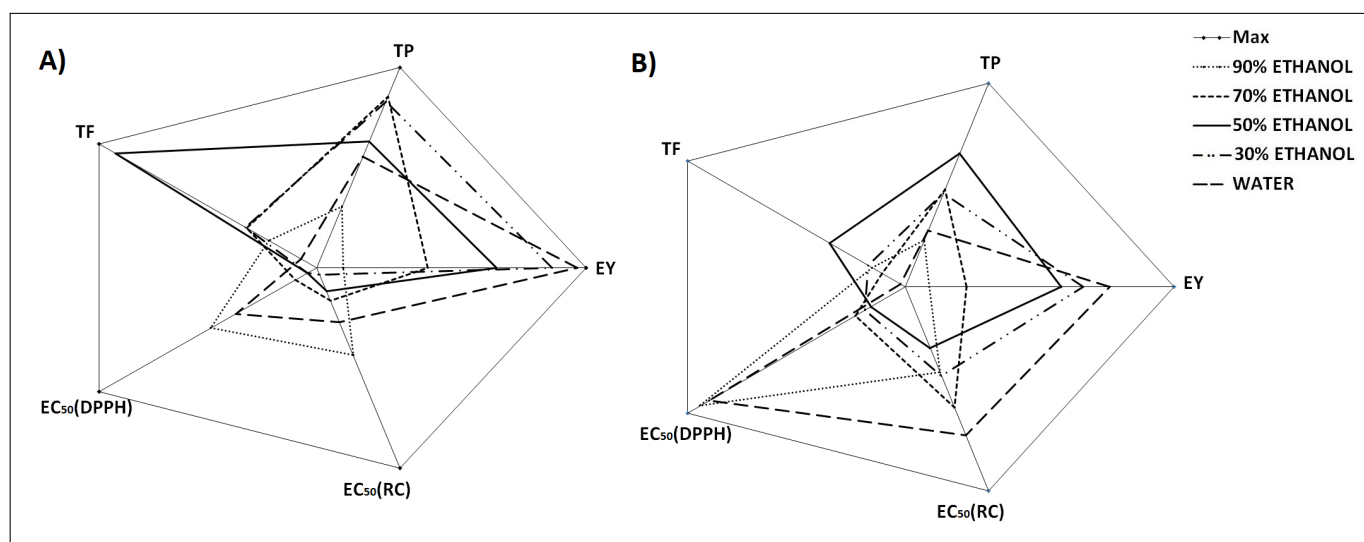 A)
TP
TF
EY
EC₅₀(DPPH)
EC₅₀(RC)
B)
TP
TF
EY
EC₅₀(DPPH)
EC₅₀(RC)
Max
90% ETHANOL
70% ETHANOL
50% ETHANOL
30% ETHANOL
WATER